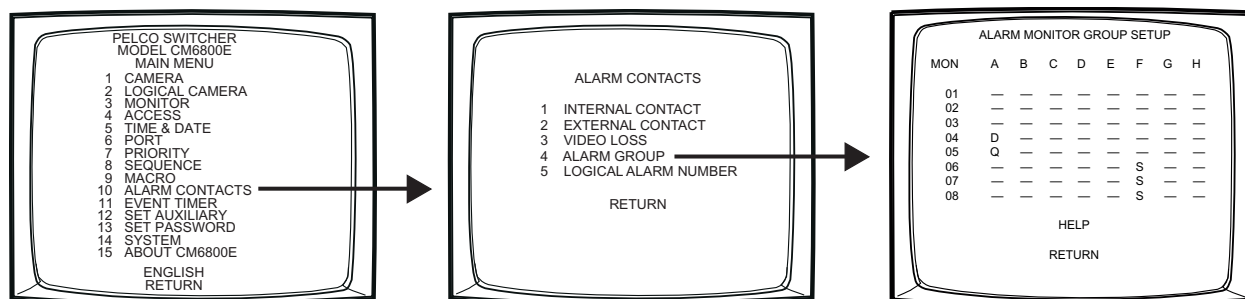 PELCO SWITCHER
MODEL CM6800E
MAIN MENU
1 CAMERA
2 LOGICAL CAMERA
3 MONITOR
4 ACCESS
5 TIME & DATE
6 PORT
7 PRIORITY
8 SEQUENCE
9 MACRO
10 ALARM CONTACTS
11 EVENT TIMER
12 SET AUXILIARY
13 SET PASSWORD
14 SYSTEM
15 ABOUT CM6800E
ENGLISH
RETURN
ALARM CONTACTS
1 INTERNAL CONTACT
2 EXTERNAL CONTACT
3 VIDEO LOSS
4 ALARM GROUP
5 LOGICAL ALARM NUMBER
RETURN
ALARM MONITOR GROUP SETUP
MON A B C D E F G H
01 — — — — — — — —
02 — — — — — — — —
03 — — — — — — — —
04 D — — — — — — —
05 Q — — — — — — —
06 — — — — — S — —
07 — — — — — S — —
08 — — — — — S — —
HELP
RETURN